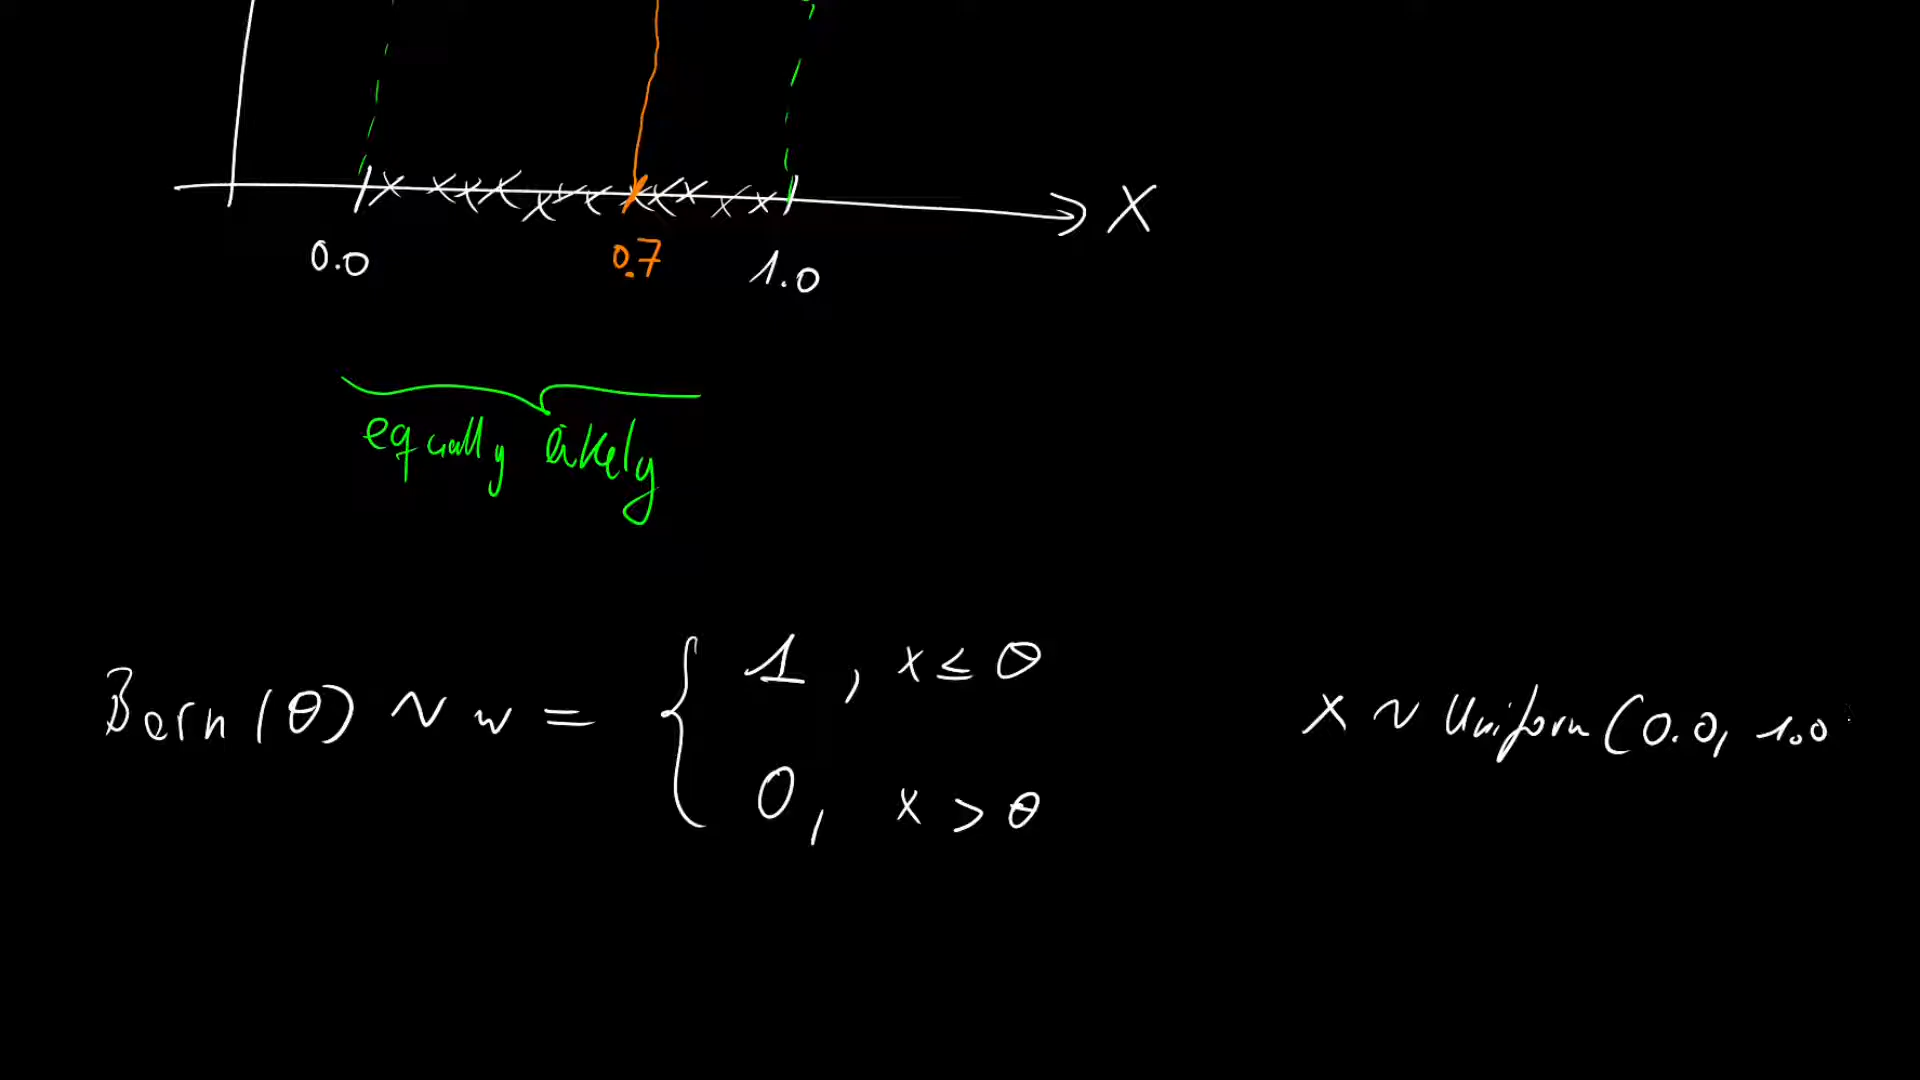 X
0.0 0.7 1.0
equally likely
Bern(θ) ~ w = { 1, x ≤ θ
0, x > θ
x ~ Uniform(0.0, 1.0